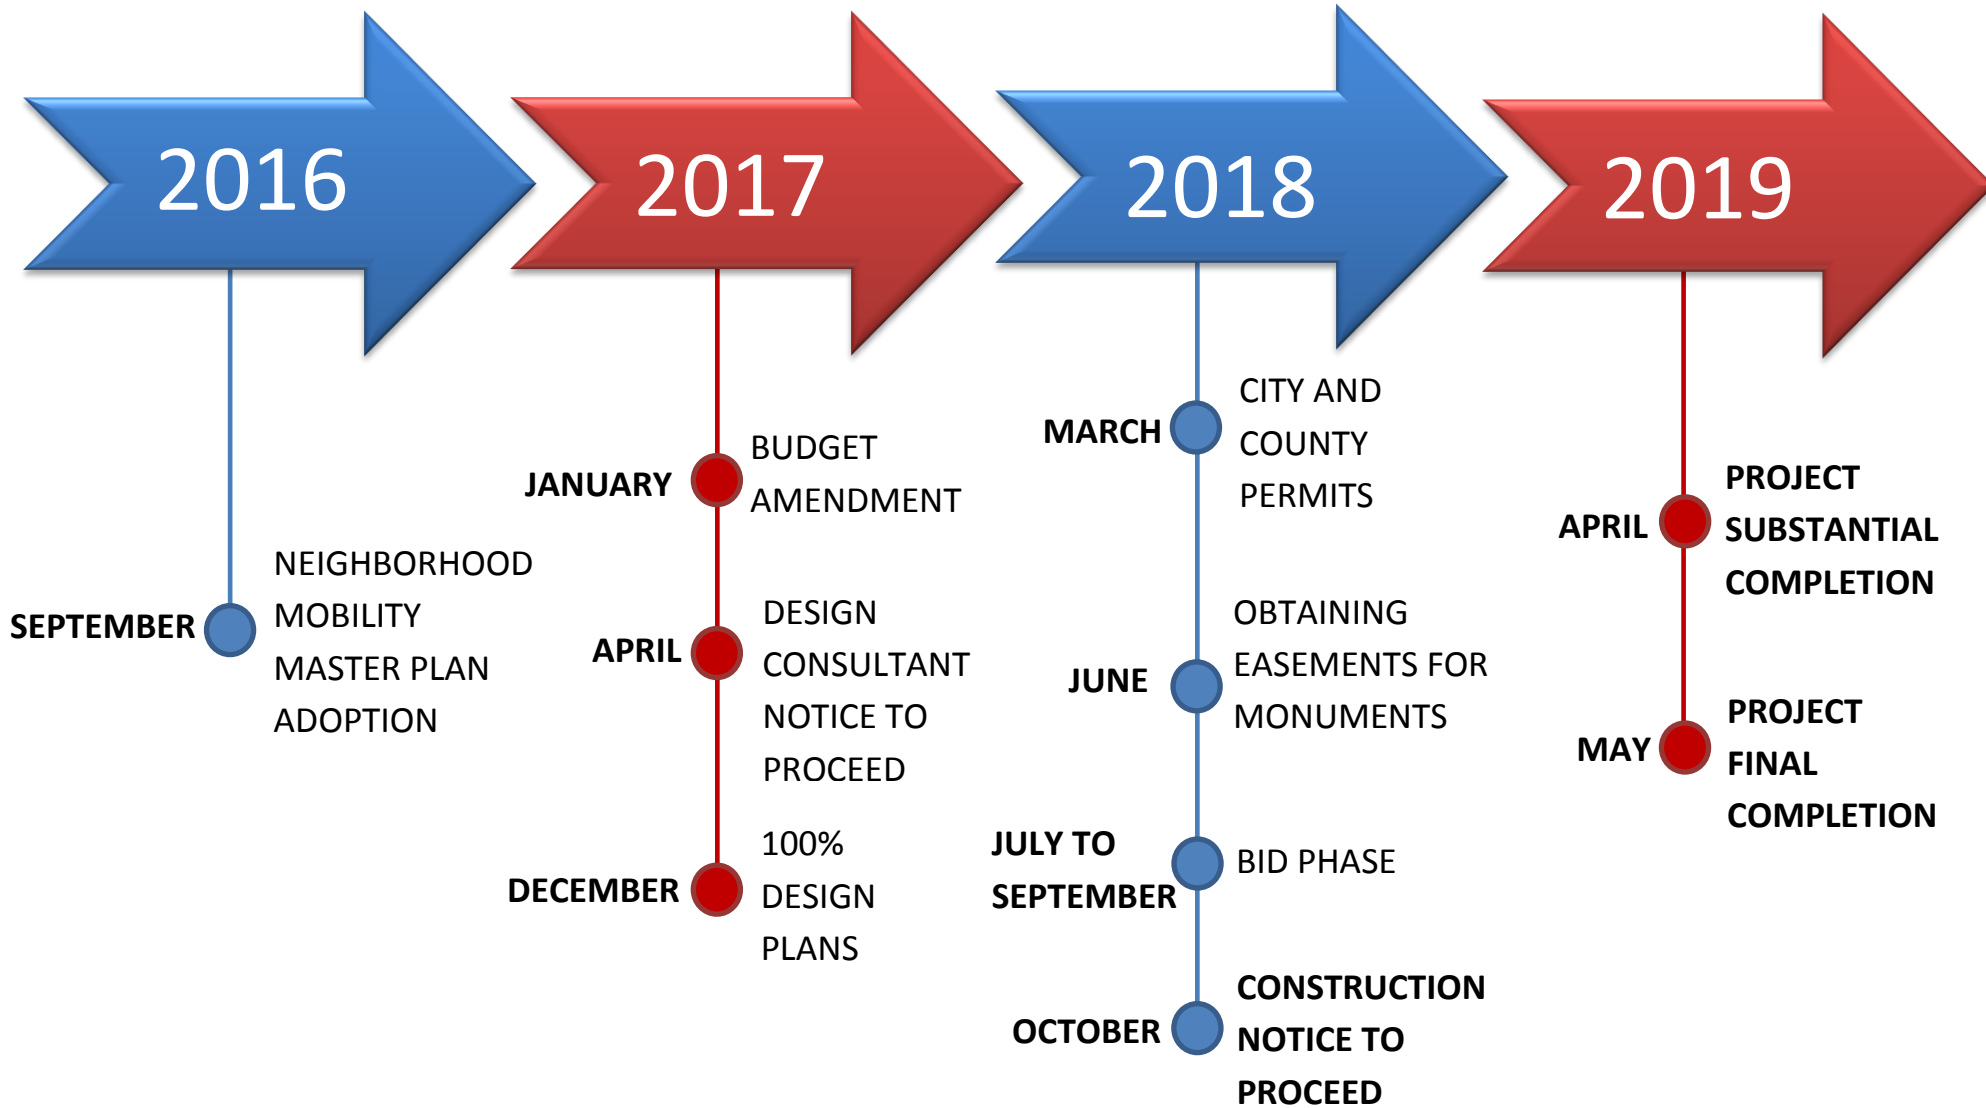 2016
SEPTEMBER
NEIGHBORHOOD
MOBILITY
MASTER PLAN
ADOPTION
2017
JANUARY
BUDGET
AMENDMENT
APRIL
DESIGN
CONSULTANT
NOTICE TO
PROCEED
DECEMBER
100%
DESIGN
PLANS
2018
MARCH
CITY AND
COUNTY
PERMITS
JUNE
OBTAINING
EASEMENTS FOR
MONUMENTS
JULY TO
SEPTEMBER
BID PHASE
OCTOBER
CONSTRUCTION
NOTICE TO
PROCEED
2019
APRIL
PROJECT
SUBSTANTIAL
COMPLETION
MAY
PROJECT
FINAL
COMPLETION